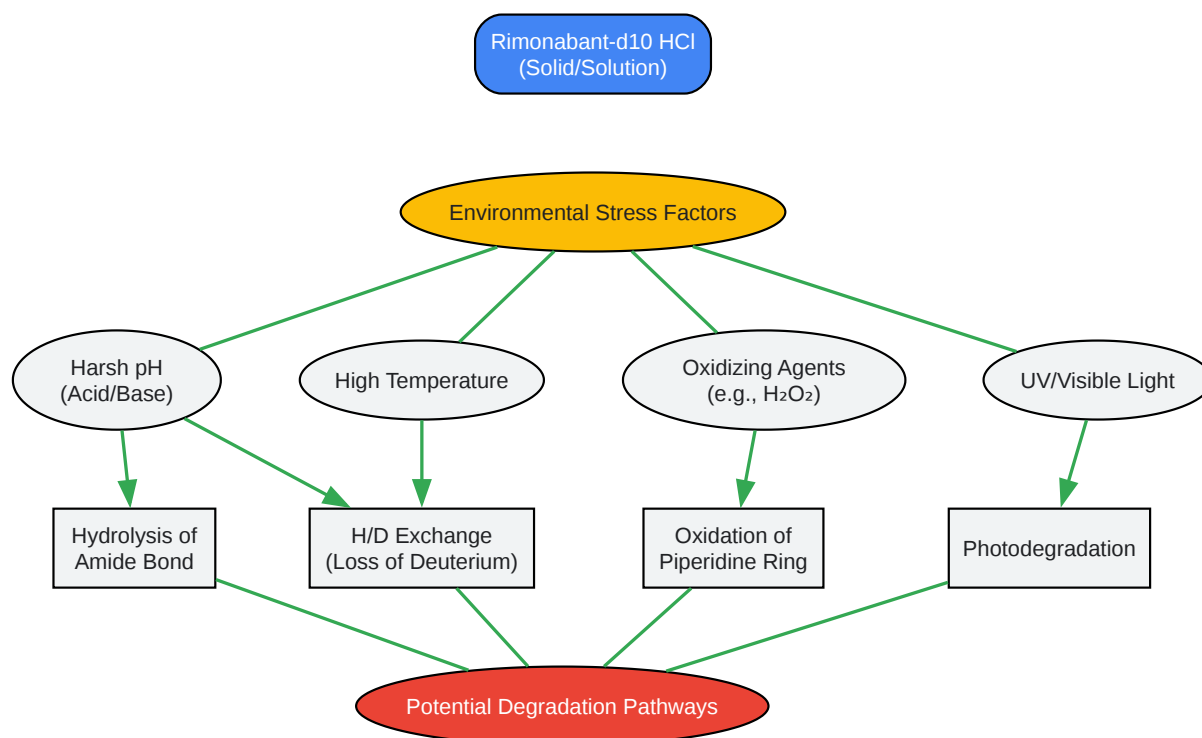 Rimonabant-d10 HCl
(Solid/Solution)
Environmental Stress Factors
Harsh pH
(Acid/Base)
High Temperature
Oxidizing Agents
(e.g., H₂O₂)
UV/Visible Light
Hydrolysis of
Amide Bond
H/D Exchange
(Loss of Deuterium)
Oxidation of
Piperidine Ring
Photodegradation
Potential Degradation Pathways